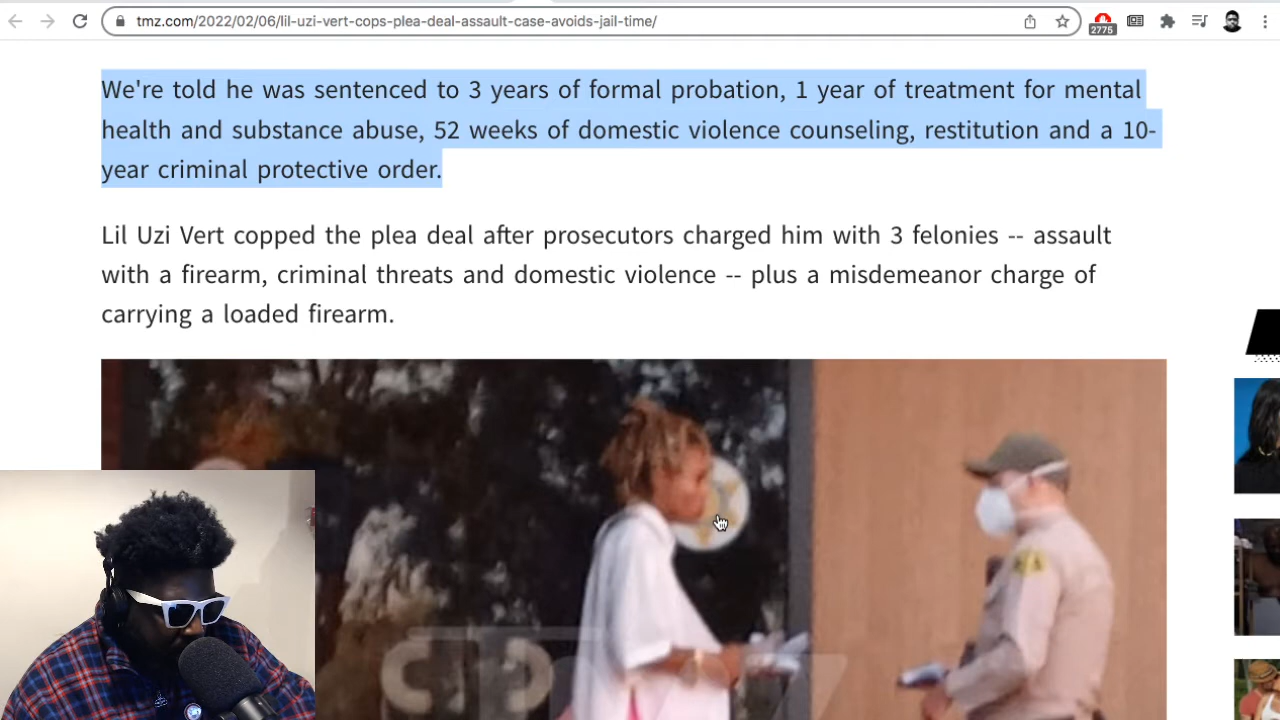 tmz.com/2022/02/06/lil-uzi-vert-cops-plea-deal-assault-case-avoids-jail-time/
2775
We're told he was sentenced to 3 years of formal probation, 1 year of treatment for mental
health and substance abuse, 52 weeks of domestic violence counseling, restitution and a 10-
year criminal protective order.
Lil Uzi Vert copped the plea deal after prosecutors charged him with 3 felonies -- assault
with a firearm, criminal threats and domestic violence -- plus a misdemeanor charge of
carrying a loaded firearm.